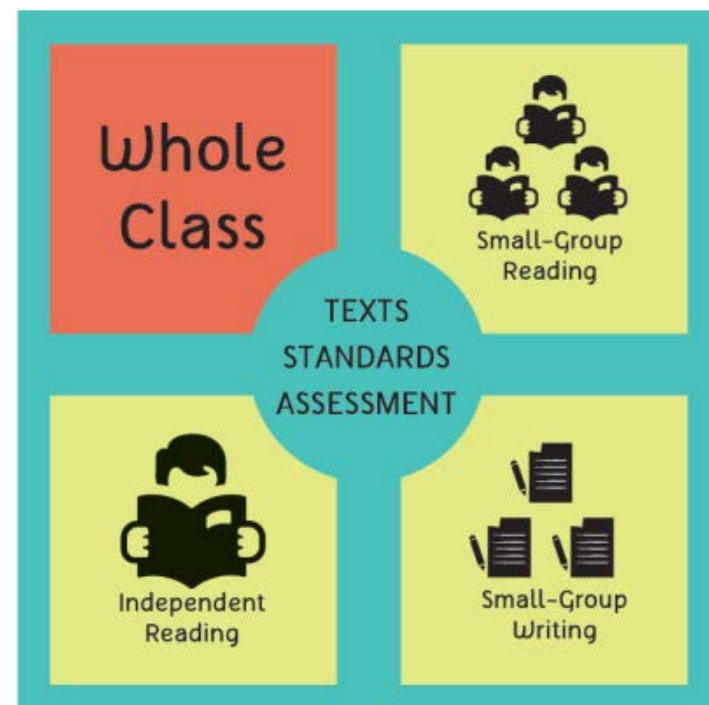 Whole
Class
Small-Group
Reading
TEXTS
STANDARDS
ASSESSMENT
Independent
Reading
Small-Group
Writing